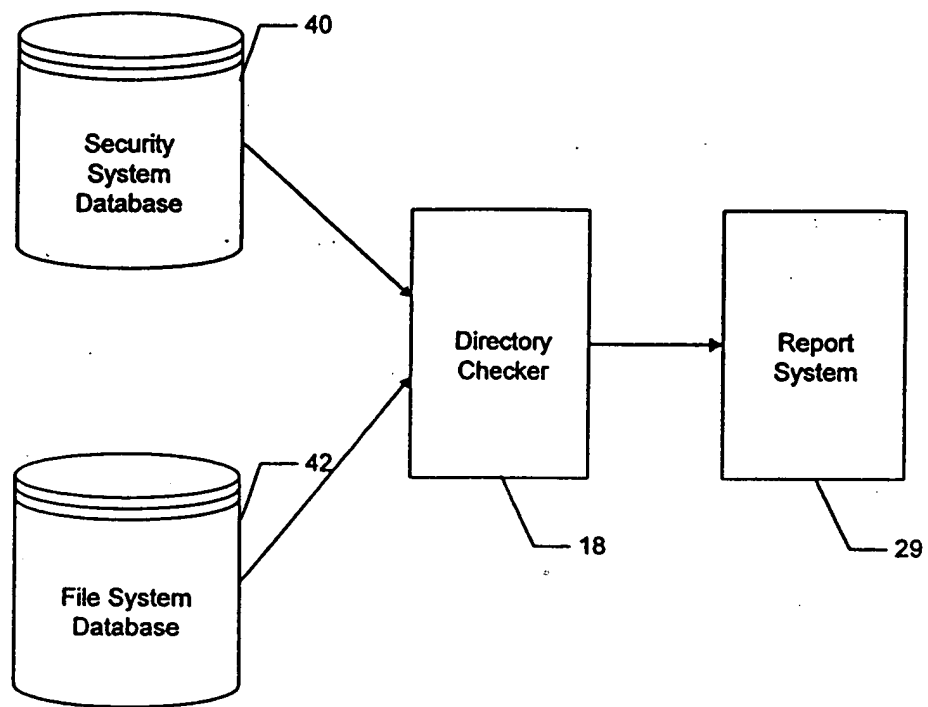 40
Security
System
Database
Directory
Checker
Report
System
42
18
29
File System
Database